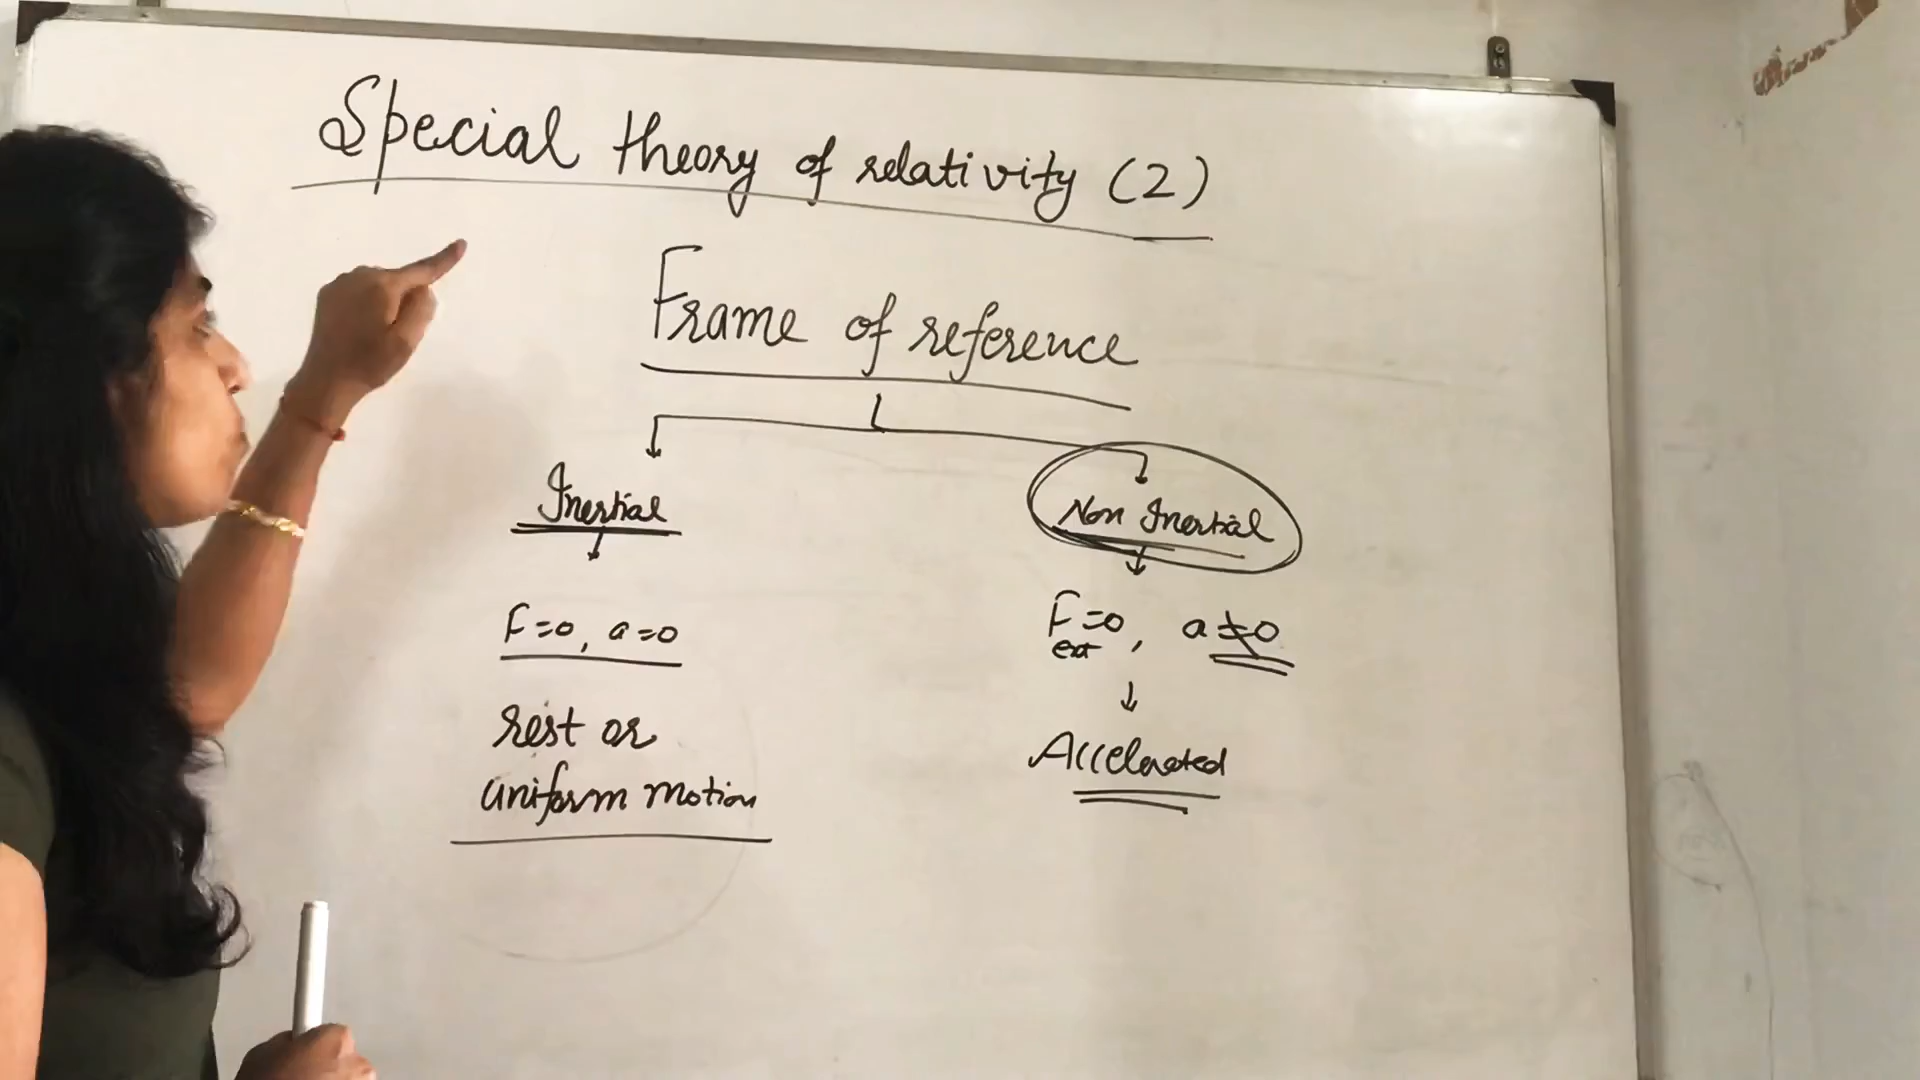 Special theory of relativity (2)
Frame of reference
Inertial
Non Inertial
F=0, a=0
F=0, a≠0
ext
rest or
uniform motion
Accelerated